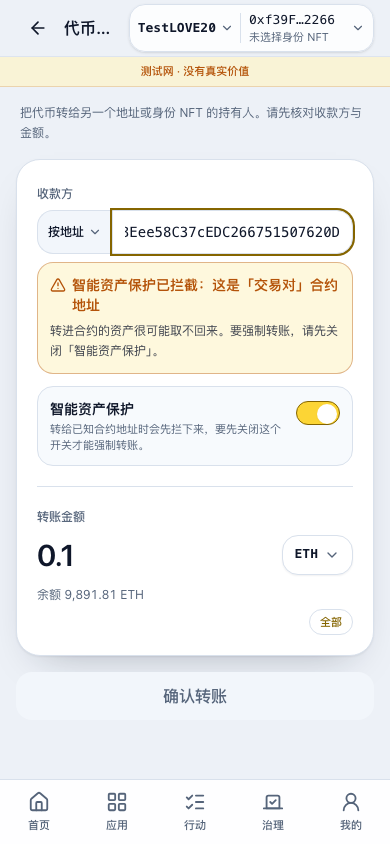 代币...
TestLOVE20
0xf39F…2266
未选择身份 NFT
测试网 · 没有真实价值
把代币转给另一个地址或身份 NFT 的持有人。请先核对收款方与
金额。
收款方
按地址
3Eee58C37cEDC266751507620D
智能资产保护已拦截：这是「交易对」合约
地址
转进合约的资产很可能取不回来。要强制转账，请先关
闭「智能资产保护」。
智能资产保护
转给已知合约地址时会先拦下来，要先关闭这个
开关才能强制转账。
转账金额
0.1
ETH
余额 9,891.81 ETH
全部
确认转账
首页
应用
行动
治理
我的